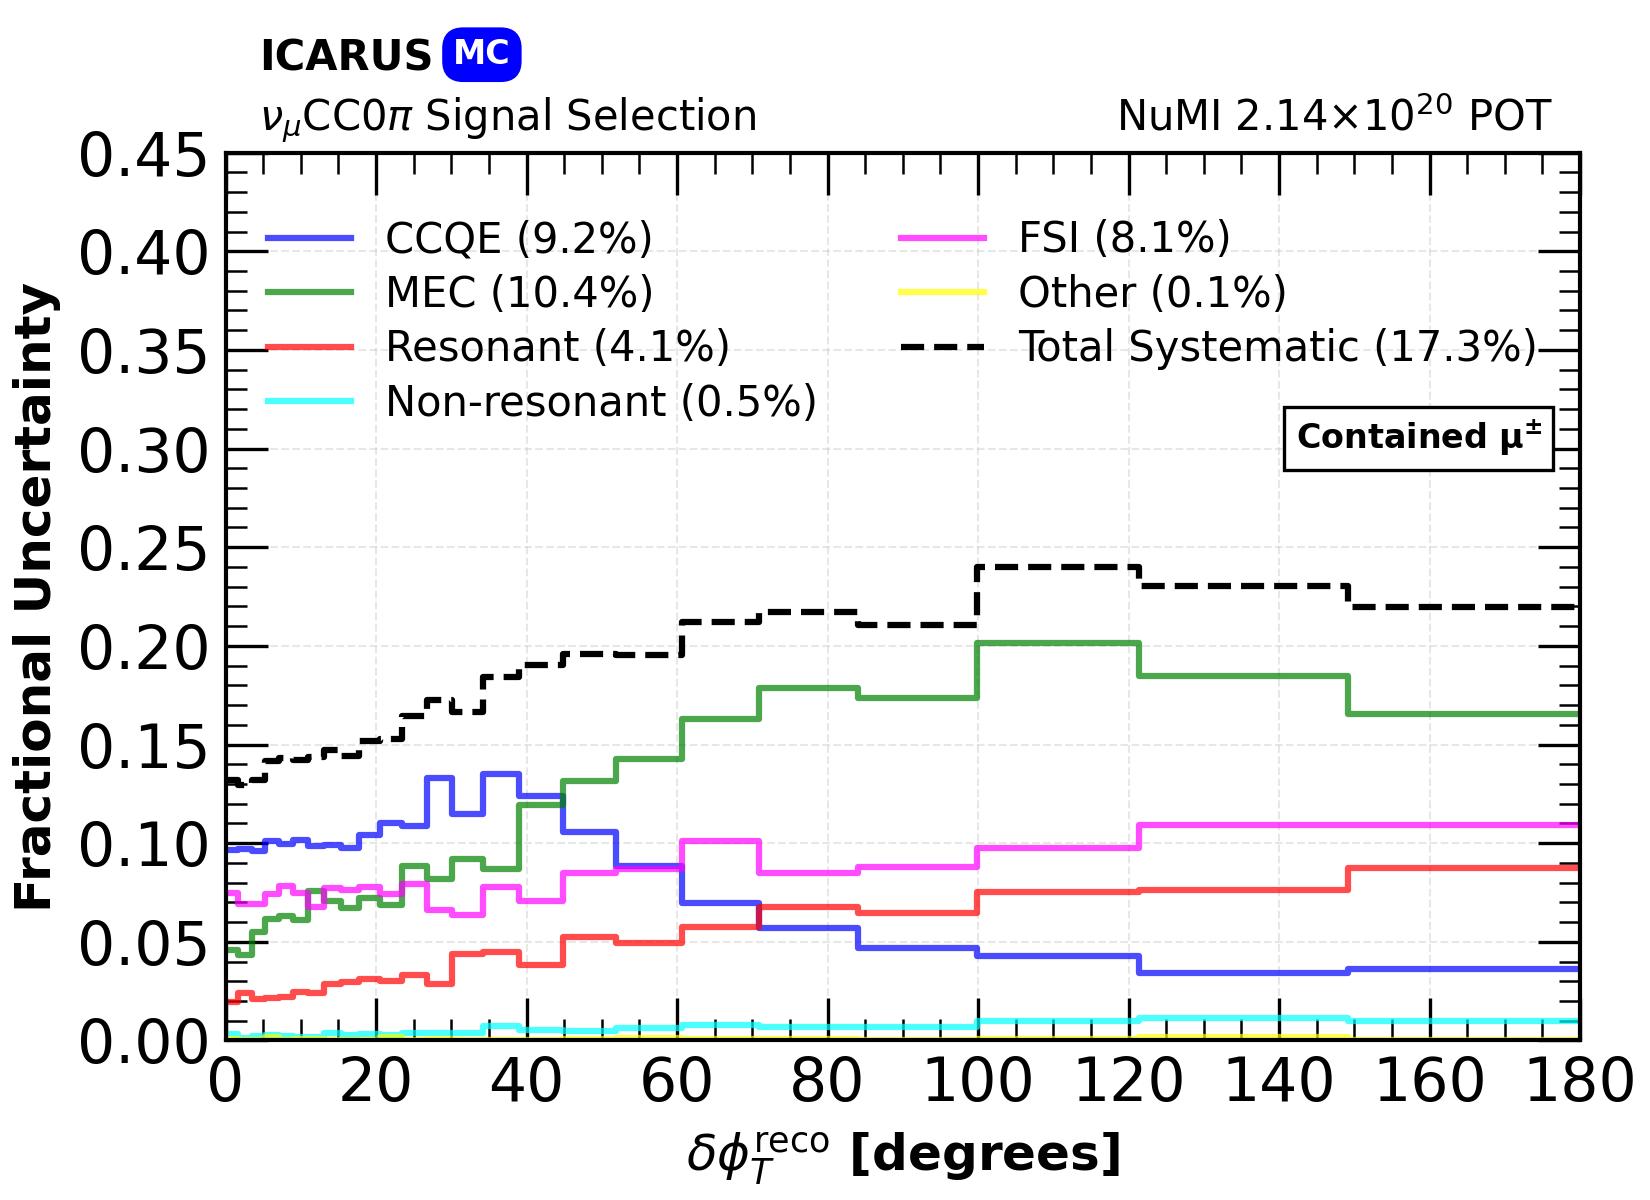 ICARUS MC
νμCC0π Signal Selection NuMI 2.14×10²⁰ POT
0.45
0.40
0.35
0.30
0.25
0.20
0.15
0.10
0.05
0.00
Fractional Uncertainty
CCQE (9.2%)
MEC (10.4%)
Resonant (4.1%)
Non-resonant (0.5%)
FSI (8.1%)
Other (0.1%)
Total Systematic (17.3%)
Contained μ±
0 20 40 60 80 100 120 140 160 180
δϕ_T^reco [degrees]